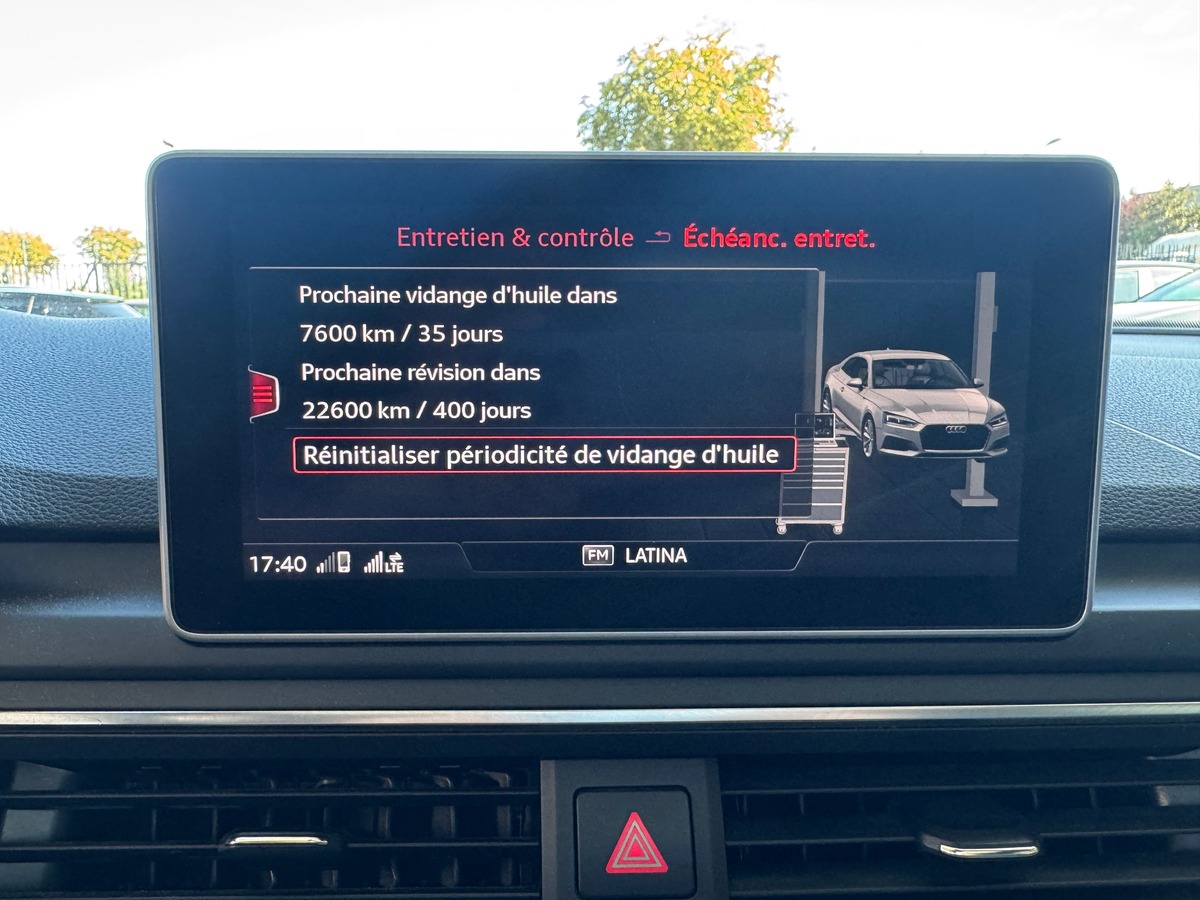 Entretien & contrôle Échéanc. entret.
Prochaine vidange d'huile dans
7600 km / 35 jours
Prochaine révision dans
22600 km / 400 jours
Réinitialiser périodicité de vidange d'huile
17:40 LTE FM LATINA